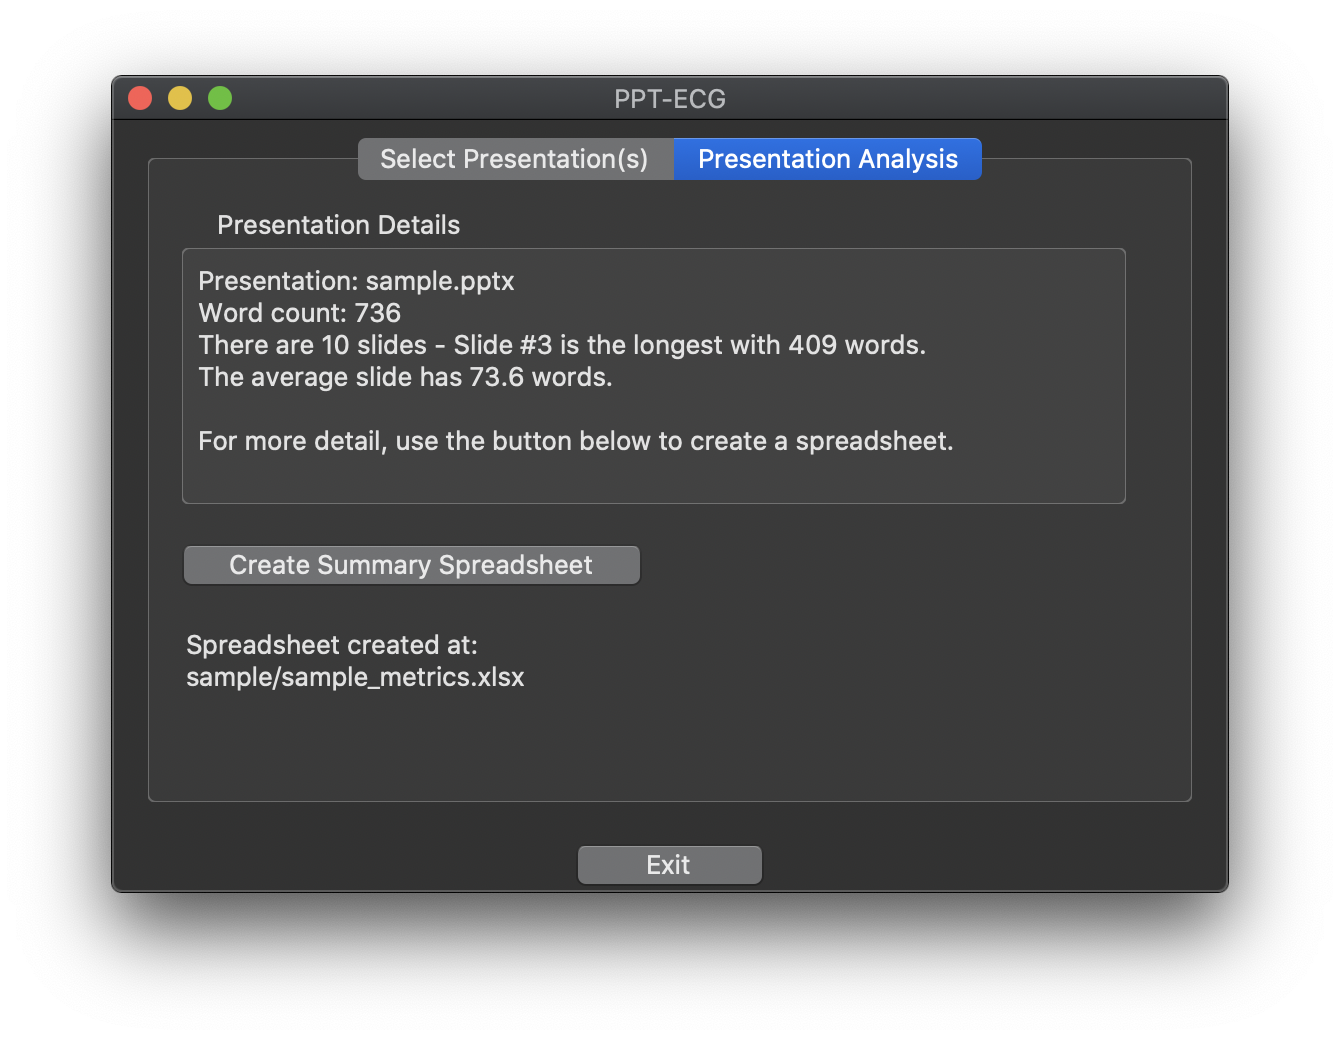 PPT-ECG
Select Presentation(s)
Presentation Analysis
Presentation Details
Presentation: sample.pptx
Word count: 736
There are 10 slides - Slide #3 is the longest with 409 words.
The average slide has 73.6 words.
For more detail, use the button below to create a spreadsheet.
Create Summary Spreadsheet
Spreadsheet created at:
sample/sample_metrics.xlsx
Exit